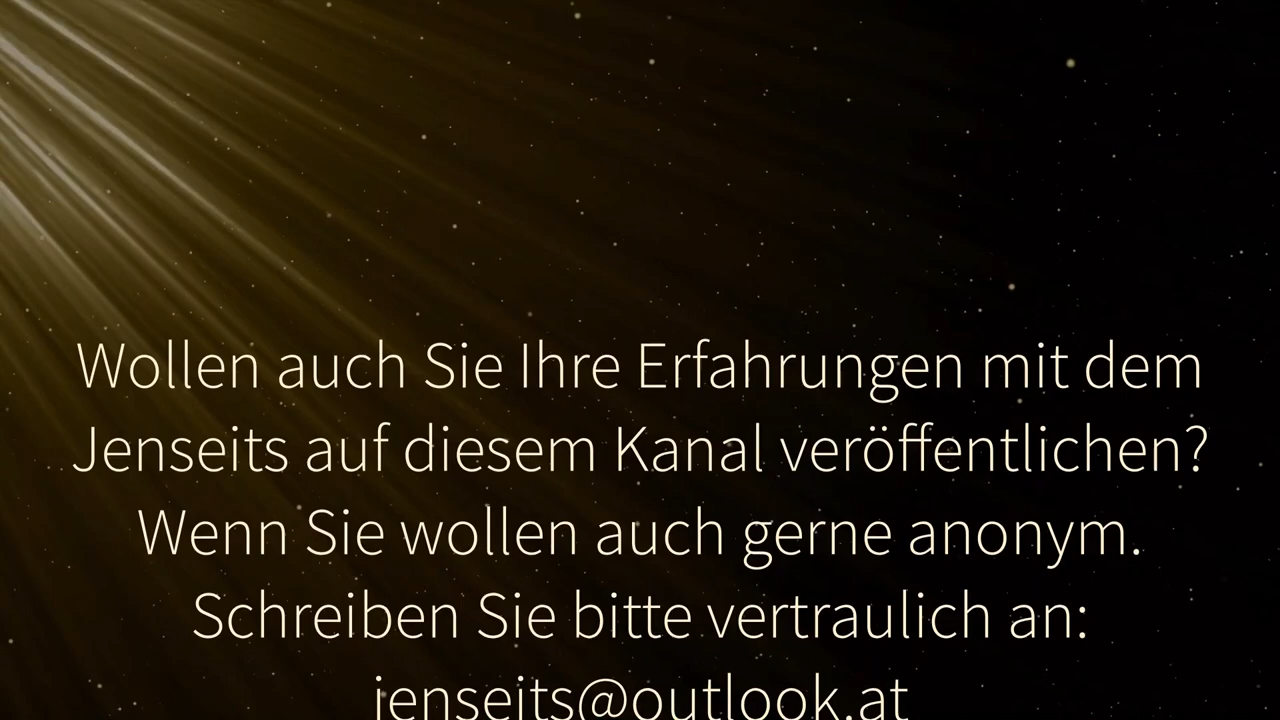 Wollen auch Sie Ihre Erfahrungen mit dem
Jenseits auf diesem Kanal veröffentlichen?
Wenn Sie wollen auch gerne anonym.
Schreiben Sie bitte vertraulich an:
jenseits@outlook.at